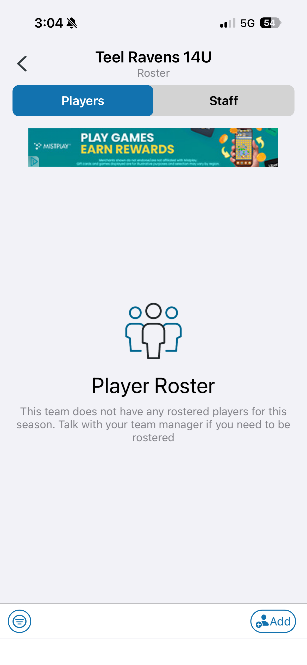 3:04
5G
54
Teel Ravens 14U
Roster
Players
Staff
MISTPLAY
PLAY GAMES
EARN REWARDS
Player Roster
This team does not have any rostered players for this
season. Talk with your team manager if you need to be
rostered
Add